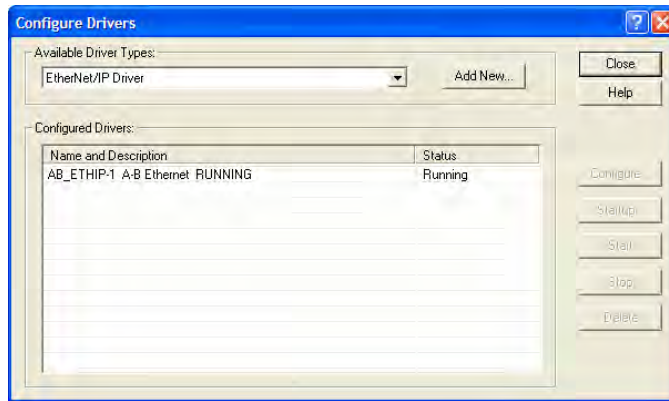 Configure Drivers
Available Driver Types:
EtherNet/IP Driver
Add New...
Close
Help
Configured Drivers:
Name and Description Status
AB_ETHIP-1 A-B Ethernet RUNNING Running
Configure...
Startup...
Start
Stop
Delete